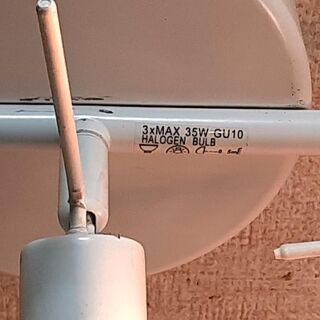 3xMAX 35W GU10
HALOGEN BULB